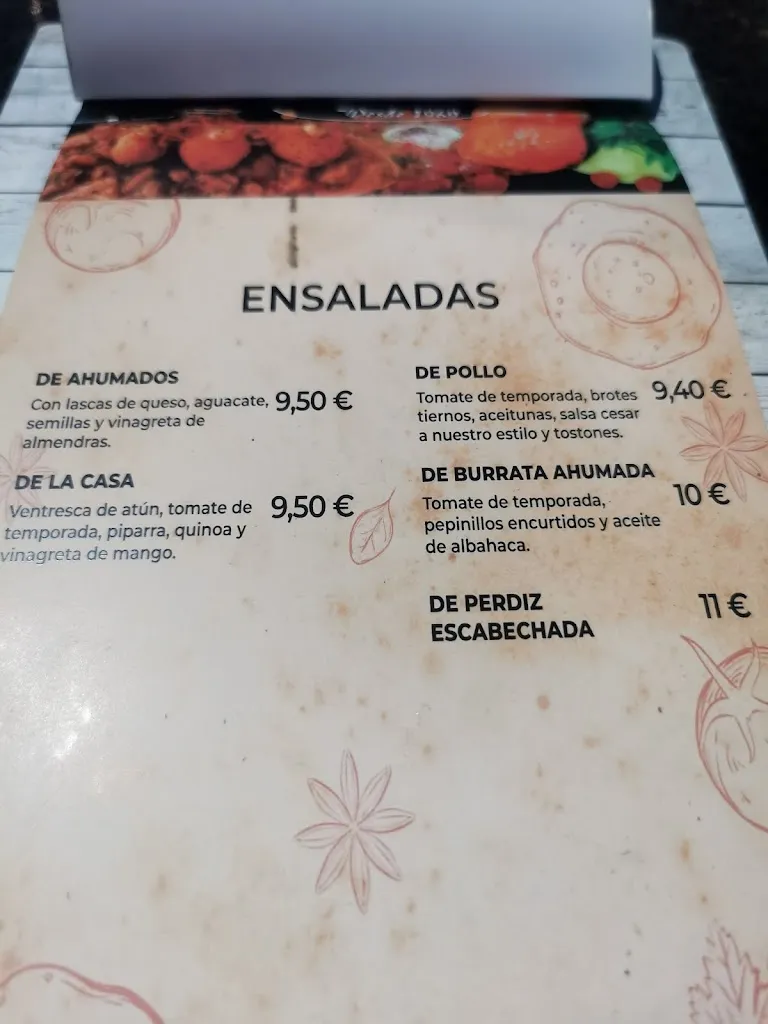 Desde 1020
ENSALADAS
DE AHUMADOS
Con lascas de queso, aguacate, 9,50 €
semillas y vinagreta de
almendras.
DE LA CASA
Ventresca de atún, tomate de 9,50 €
temporada, piparra, quinoa y
vinagreta de mango.
DE POLLO
Tomate de temporada, brotes 9,40 €
tiernos, aceitunas, salsa cesar
a nuestro estilo y tostones.
DE BURRATA AHUMADA
Tomate de temporada, 10 €
pepinillos encurtidos y aceite
de albahaca.
DE PERDIZ 11 €
ESCABECHADA